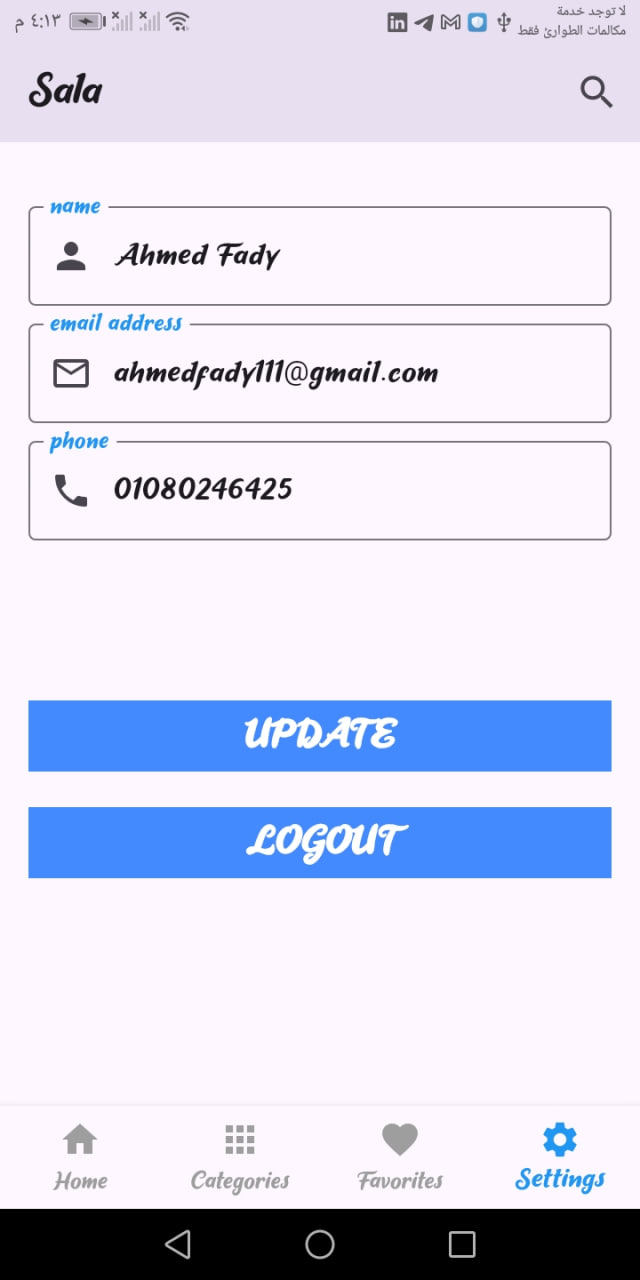 لا توجد خدمة
مكالمات الطوارئ فقط
٤:١٣ م
Sala
name
Ahmed Fady
email address
ahmedfady111@gmail.com
phone
01080246425
UPDATE
LOGOUT
Home
Categories
Favorites
Settings